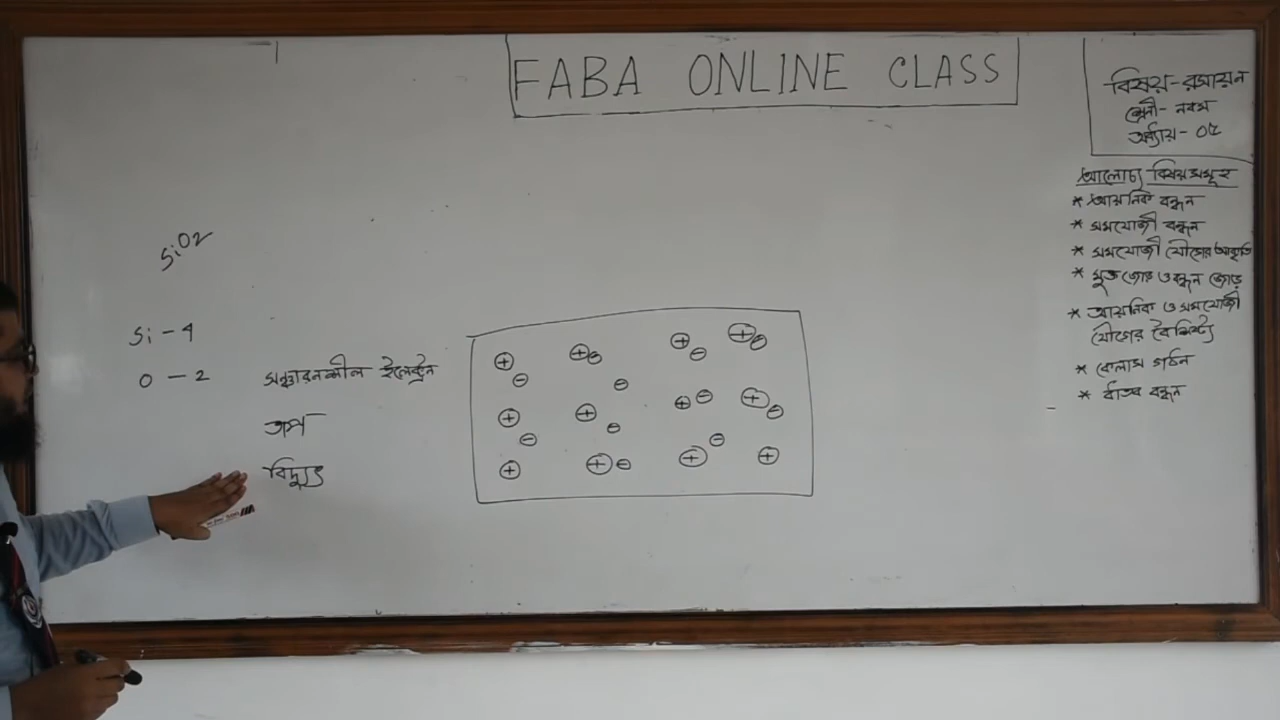 FABA ONLINE CLASS
বিষয়-রসায়ন
শ্রেণী- নবম
অধ্যায়- ০৫
আলোচ্য বিষয়সমূহ
* আয়নিক বন্ধন
* সমযোজী বন্ধন
* সমযোজী যৌগের আকৃতি
* মুক্ত জোড় ও বন্ধন জোড়
* আয়নিক ও সমযোজী
যৌগের বৈশিষ্ট্য
* কেলাস গঠন
* ধাতব বন্ধন
SiO2
Si - 4
O - 2
সঞ্চারনশীল ইলেক্ট্রন
তাপ
বিদ্যুৎ
+ + + +
- - - -
+ - + - + - + -
+ + - + - +